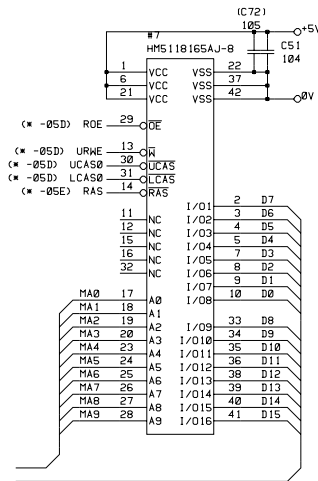 (C72)
105
+5V
#7
HM5118165AJ-8
C51
104
1 VCC VSS 22
6 VCC VSS 37
21 VCC VSS 42
0V
(* -05D) ROE 29 OE
(* -05D) URWE 13 W
(* -05D) UCAS0 30 UCAS
(* -05D) LCAS0 31 LCAS
(* -05E) RAS 14 RAS
I/O1 2 D7
11 NC I/O2 3 D6
12 NC I/O3 4 D5
15 NC I/O4 5 D4
16 NC I/O5 7 D3
32 NC I/O6 8 D2
I/O7 9 D1
MA0 17 A0 I/O8 10 D0
MA1 18 A1
MA2 19 A2 I/O9 33 D8
MA3 20 A3 I/O10 34 D9
MA4 23 A4 I/O11 35 D10
MA5 24 A5 I/O12 36 D11
MA6 25 A6 I/O13 38 D12
MA7 26 A7 I/O14 39 D13
MA8 27 A8 I/O15 40 D14
MA9 28 A9 I/O16 41 D15